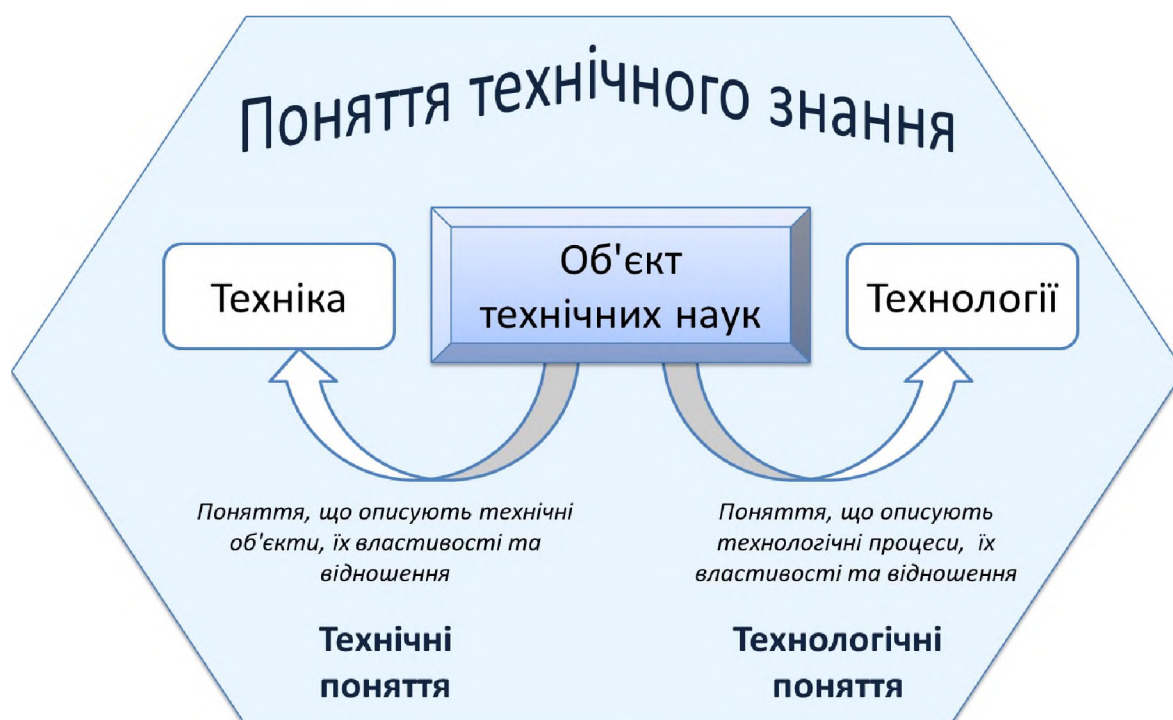 Поняття технічного знання
Техніка
Об'єкт
технічних наук
Технології
Поняття, що описують технічні
об'єкти, їх властивості та
відношення
Поняття, що описують
технологічні процеси, їх
властивості та відношення
Технічні
поняття
Технологічні
поняття